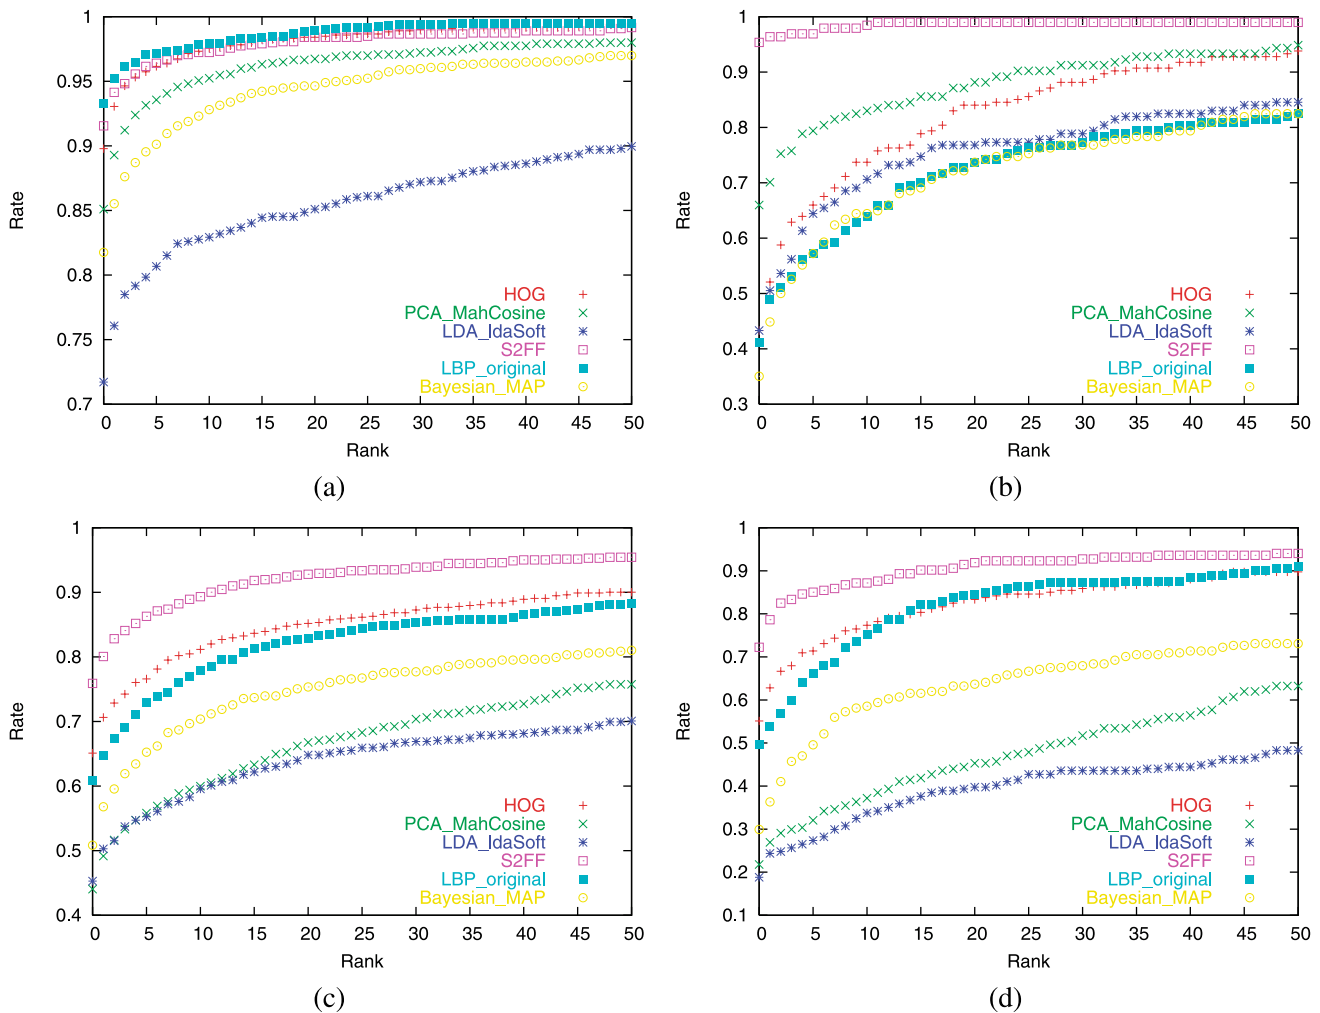 1
0.95
0.9
0.85
0.8
0.75
0.7
Rate
0 5 10 15 20 25 30 35 40 45 50
Rank
HOG
PCA_MahCosine
LDA_IdaSoft
S2FF
LBP_original
Bayesian_MAP
(a)
1
0.9
0.8
0.7
0.6
0.5
0.4
0.3
Rate
0 5 10 15 20 25 30 35 40 45 50
Rank
HOG
PCA_MahCosine
LDA_IdaSoft
S2FF
LBP_original
Bayesian_MAP
(b)
1
0.9
0.8
0.7
0.6
0.5
0.4
Rate
0 5 10 15 20 25 30 35 40 45 50
Rank
HOG
PCA_MahCosine
LDA_IdaSoft
S2FF
LBP_original
Bayesian_MAP
(c)
1
0.9
0.8
0.7
0.6
0.5
0.4
0.3
0.2
0.1
Rate
0 5 10 15 20 25 30 35 40 45 50
Rank
HOG
PCA_MahCosine
LDA_IdaSoft
S2FF
LBP_original
Bayesian_MAP
(d)